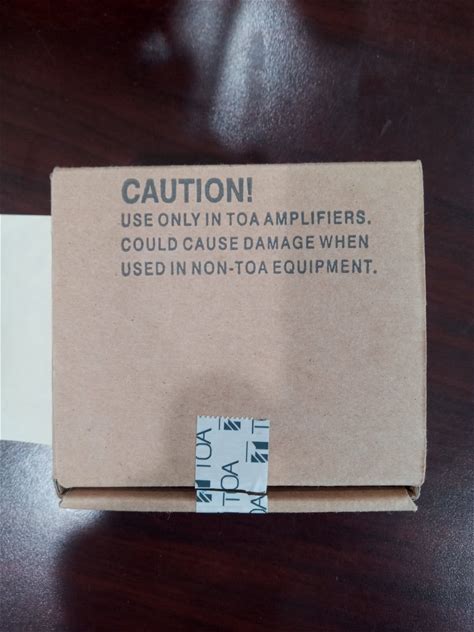 CAUTION!
USE ONLY IN TOA AMPLIFIERS.
COULD CAUSE DAMAGE WHEN
USED IN NON-TOA EQUIPMENT.
TOA
TOA